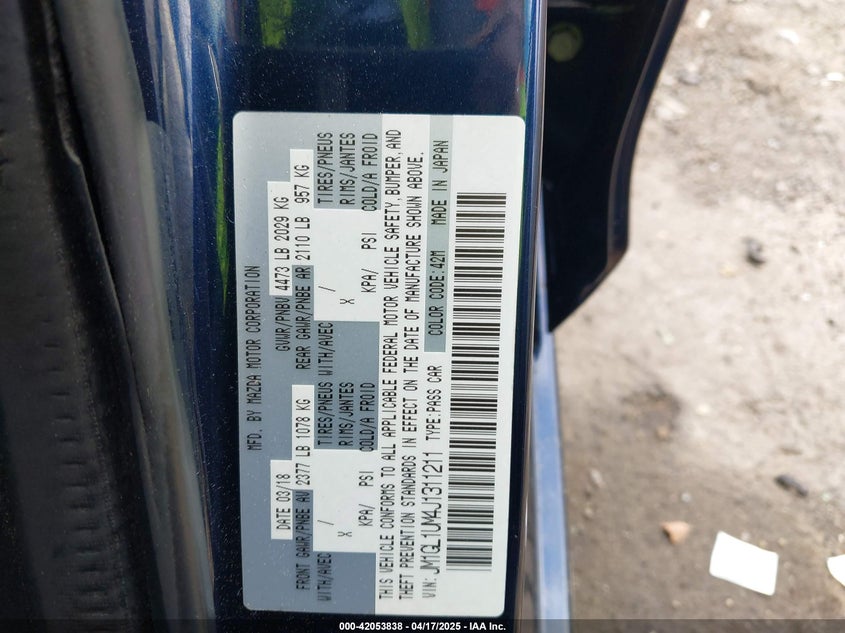 MFD. BY MAZDA MOTOR CORPORATION
DATE 03/18 GVWR/PNBV 4473 LB 2029 KG
FRONT GAWR/PNBE AV 2377 LB 1078 KG REAR GAWR/PNBE AR 2110 LB 957 KG
WITH/AVEC / TIRES/PNEUS WITH/AVEC / TIRES/PNEUS
X RIMS/JANTES X RIMS/JANTES
KPA/ PSI COLD/A FROID KPA/ PSI COLD/A FROID
THIS VEHICLE CONFORMS TO ALL APPLICABLE FEDERAL MOTOR VEHICLE SAFETY, BUMPER, AND
THEFT PREVENTION STANDARDS IN EFFECT ON THE DATE OF MANUFACTURE SHOWN ABOVE.
VIN: JM1GL1UM4J1311211 TYPE:PASS CAR COLOR CODE:42M MADE IN JAPAN
000-42053838 - 04/17/2025 - IAA Inc.